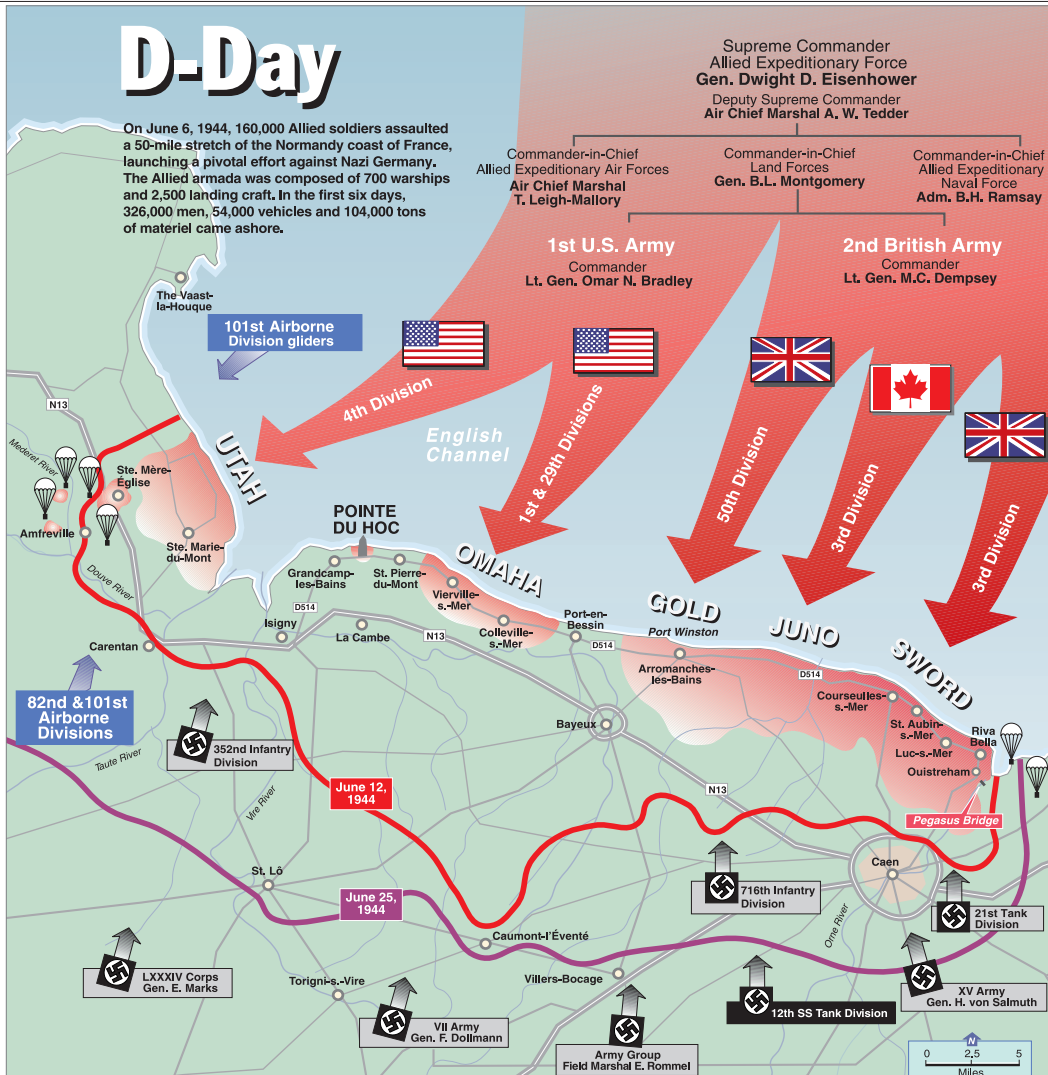 D-Day
On June 6, 1944, 160,000 Allied soldiers assaulted
a 50-mile stretch of the Normandy coast of France,
launching a pivotal effort against Nazi Germany.
The Allied armada was composed of 700 warships
and 2,500 landing craft. In the first six days,
326,000 men, 54,000 vehicles and 104,000 tons
of materiel came ashore.
Supreme Commander
Allied Expeditionary Force
Gen. Dwight D. Eisenhower
Deputy Supreme Commander
Air Chief Marshal A. W. Tedder
Commander-in-Chief
Allied Expeditionary Air Forces
Air Chief Marshal
T. Leigh-Mallory
Commander-in-Chief
Land Forces
Gen. B.L. Montgomery
Commander-in-Chief
Allied Expeditionary
Naval Force
Adm. B.H. Ramsay
1st U.S. Army
Commander
Lt. Gen. Omar N. Bradley
2nd British Army
Commander
Lt. Gen. M.C. Dempsey
The Vaast-
la-Houque
101st Airborne
Division gliders
4th Division
1st & 29th Divisions
50th Division
3rd Division
3rd Division
English
Channel
N13
Mederet River
Ste. Mère-
Église
UTAH
Amfreville
Ste. Marie-
du-Mont
POINTE
DU HOC
OMAHA
GOLD
Port Winston
JUNO
SWORD
Douve River
Grandcamp-
les-Bains
St. Pierre-
du-Mont
Vierville-
s.-Mer
Colleville-
s.-Mer
Port-en-
Bessin
D514
Isigny
La Cambe
N13
D514
D514
Arromanches-
les-Bains
Carentan
82nd &101st
Airborne
Divisions
Courseulles-
s.-Mer
St. Aubin-
s.-Mer
Luc-s.-Mer
Riva
Bella
Ouistreham
Pegasus Bridge
Bayeux
Taute River
352nd Infantry
Division
Vire River
June 12,
1944
N13
Caen
St. Lô
June 25,
1944
716th Infantry
Division
Orne River
21st Tank
Division
Caumont-l'Éventé
Villers-Bocage
LXXXIV Corps
Gen. E. Marks
Torigni-s.-Vire
VII Army
Gen. F. Dollmann
Army Group
Field Marshal E. Rommel
12th SS Tank Division
XV Army
Gen. H. von Salmuth
N
0 2.5 5
Miles